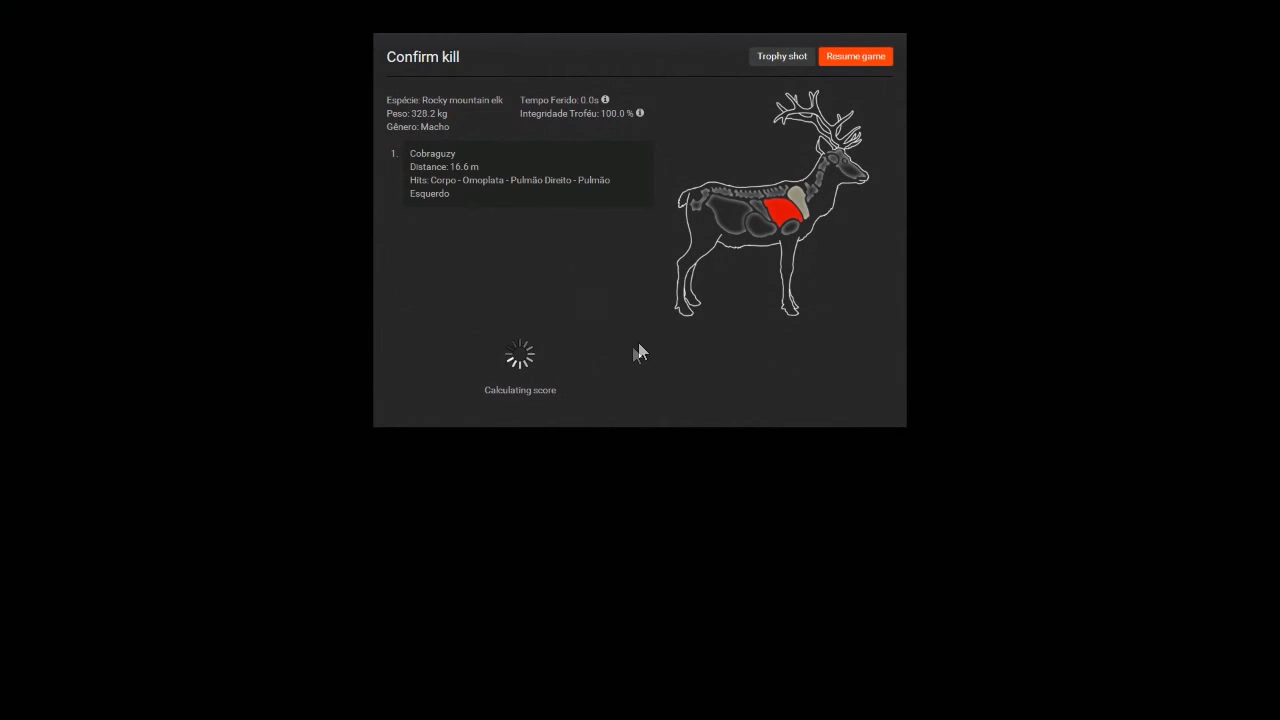 Confirm kill
Trophy shot
Resume game
Espécie: Rocky mountain elk
Peso: 328.2 kg
Gênero: Macho
Tempo Ferido: 0.0s
Integridade Troféu: 100.0 %
1. Cobraguzy
Distance: 16.6 m
Hits: Corpo - Omoplata - Pulmão Direito - Pulmão
Esquerdo
Calculating score